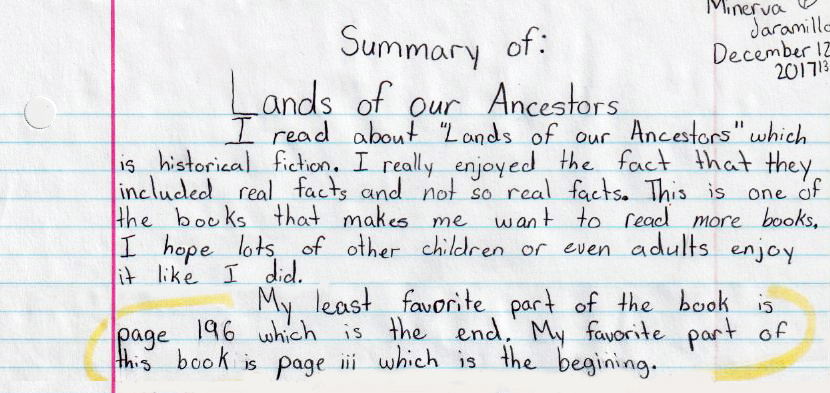 Minerva
Jaramillo
December 12
2017 13
Summary of:
Lands of our Ancestors
I read about "Lands of our Ancestors" which
is historical fiction. I really enjoyed the fact that they
included real facts and not so real facts. This is one of
the books that makes me want to read more books.
I hope lots of other children or even adults enjoy
it like I did.
My least favorite part of the book is
page 196 which is the end. My favorite part of
this book is page iii which is the begining.